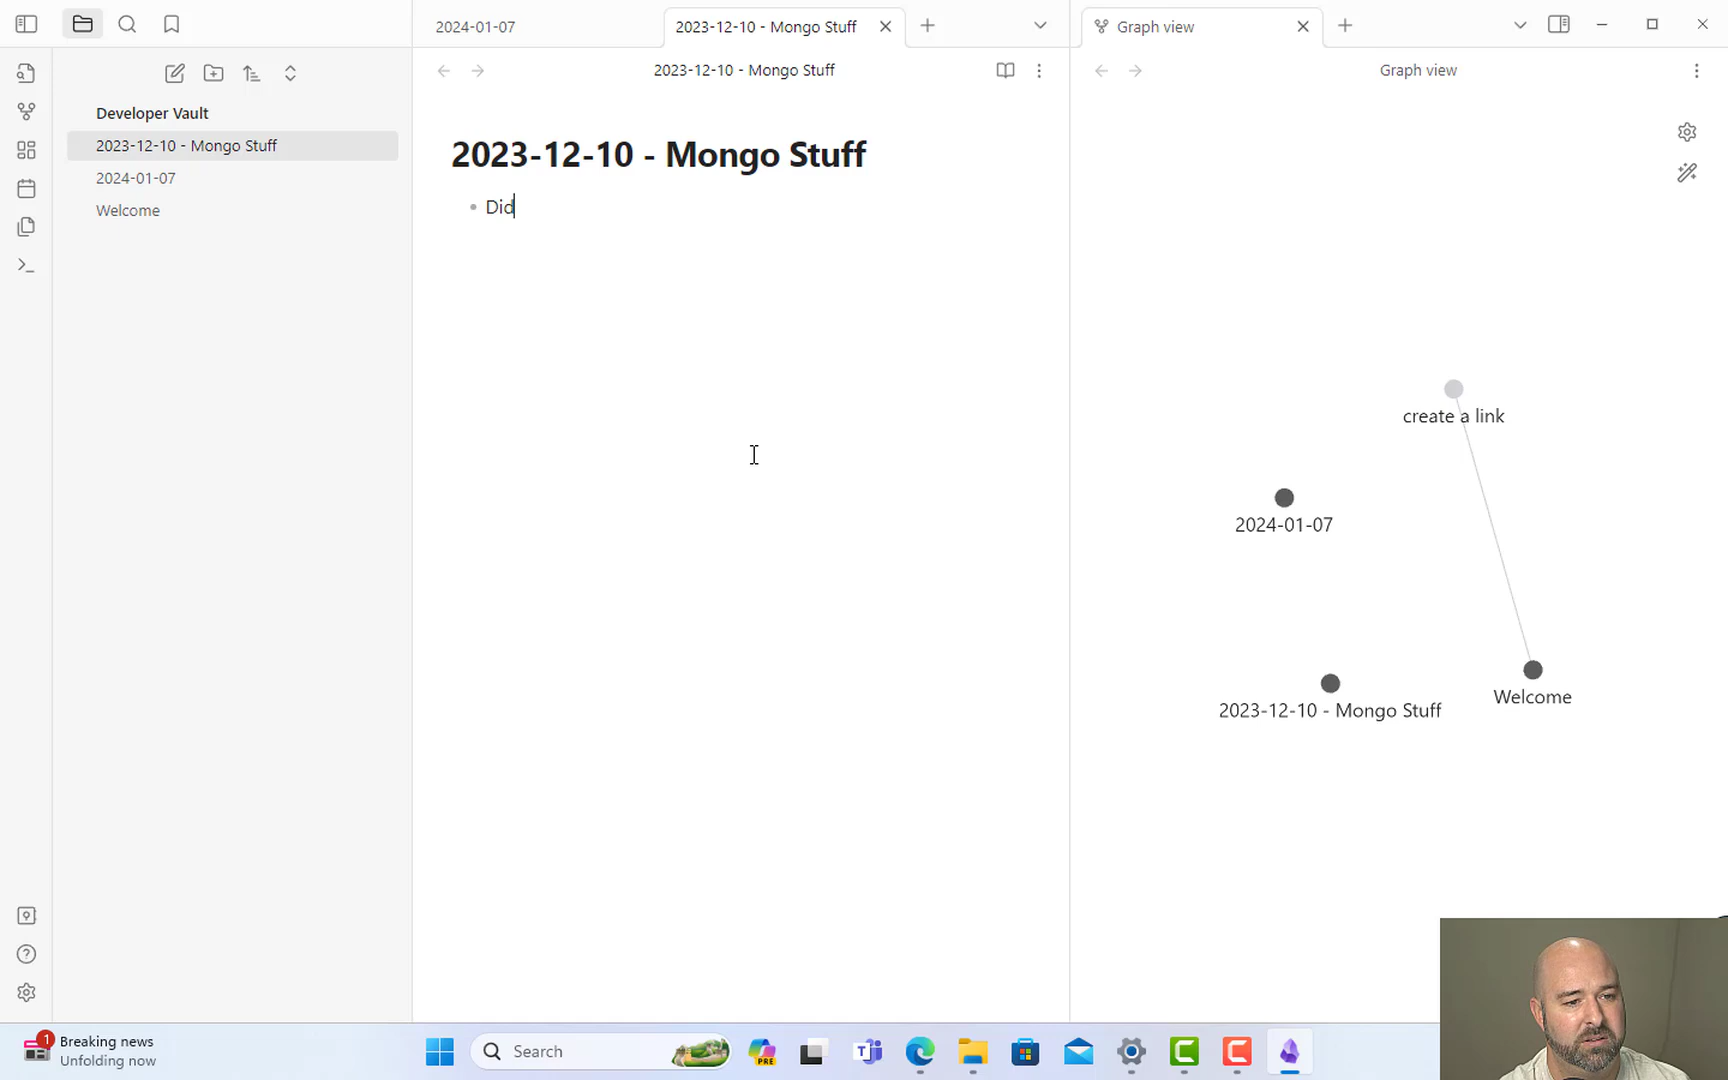 2024-01-07
2023-12-10 - Mongo Stuff
Graph view
2023-12-10 - Mongo Stuff
Graph view
Developer Vault
2023-12-10 - Mongo Stuff
2024-01-07
Welcome
2023-12-10 - Mongo Stuff
Did
create a link
2024-01-07
2023-12-10 - Mongo Stuff
Welcome
1
Breaking news
Unfolding now
Search
PRE